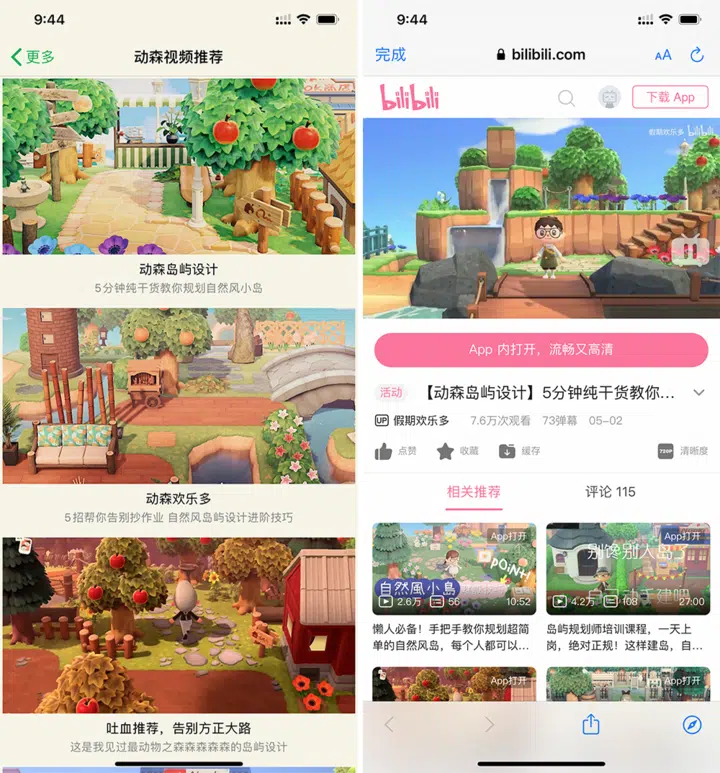 9:44
更多
动森视频推荐
动森岛屿设计
5分钟纯干货教你规划自然风小岛
动森欢乐多
5招帮你告别抄作业 自然风岛屿设计进阶技巧
吐血推荐，告别方正大路
这是我见过最动物之森森森森森的岛屿设计
9:44
完成
bilibili.com
AA
bilibili
下载 App
假期欢乐多 bilibili
App 内打开，流畅又高清
活动
【动森岛屿设计】5分钟纯干货教你...
UP 假期欢乐多 7.6万次观看 73弹幕 05-02
点赞
收藏
缓存
720P 清晰度
相关推荐
评论 115
App打开
POiNt
自然風小島
2.6万 56 10:52
懒人必备！手把手教你规划超简
单的自然风岛，每个人都可以...
App打开
别馋别人岛
自己动手建吧
4.2万 108 27:00
岛屿规划师培训课程，一天上
岗，绝对正规！这样建岛，自...
App打开
App打开